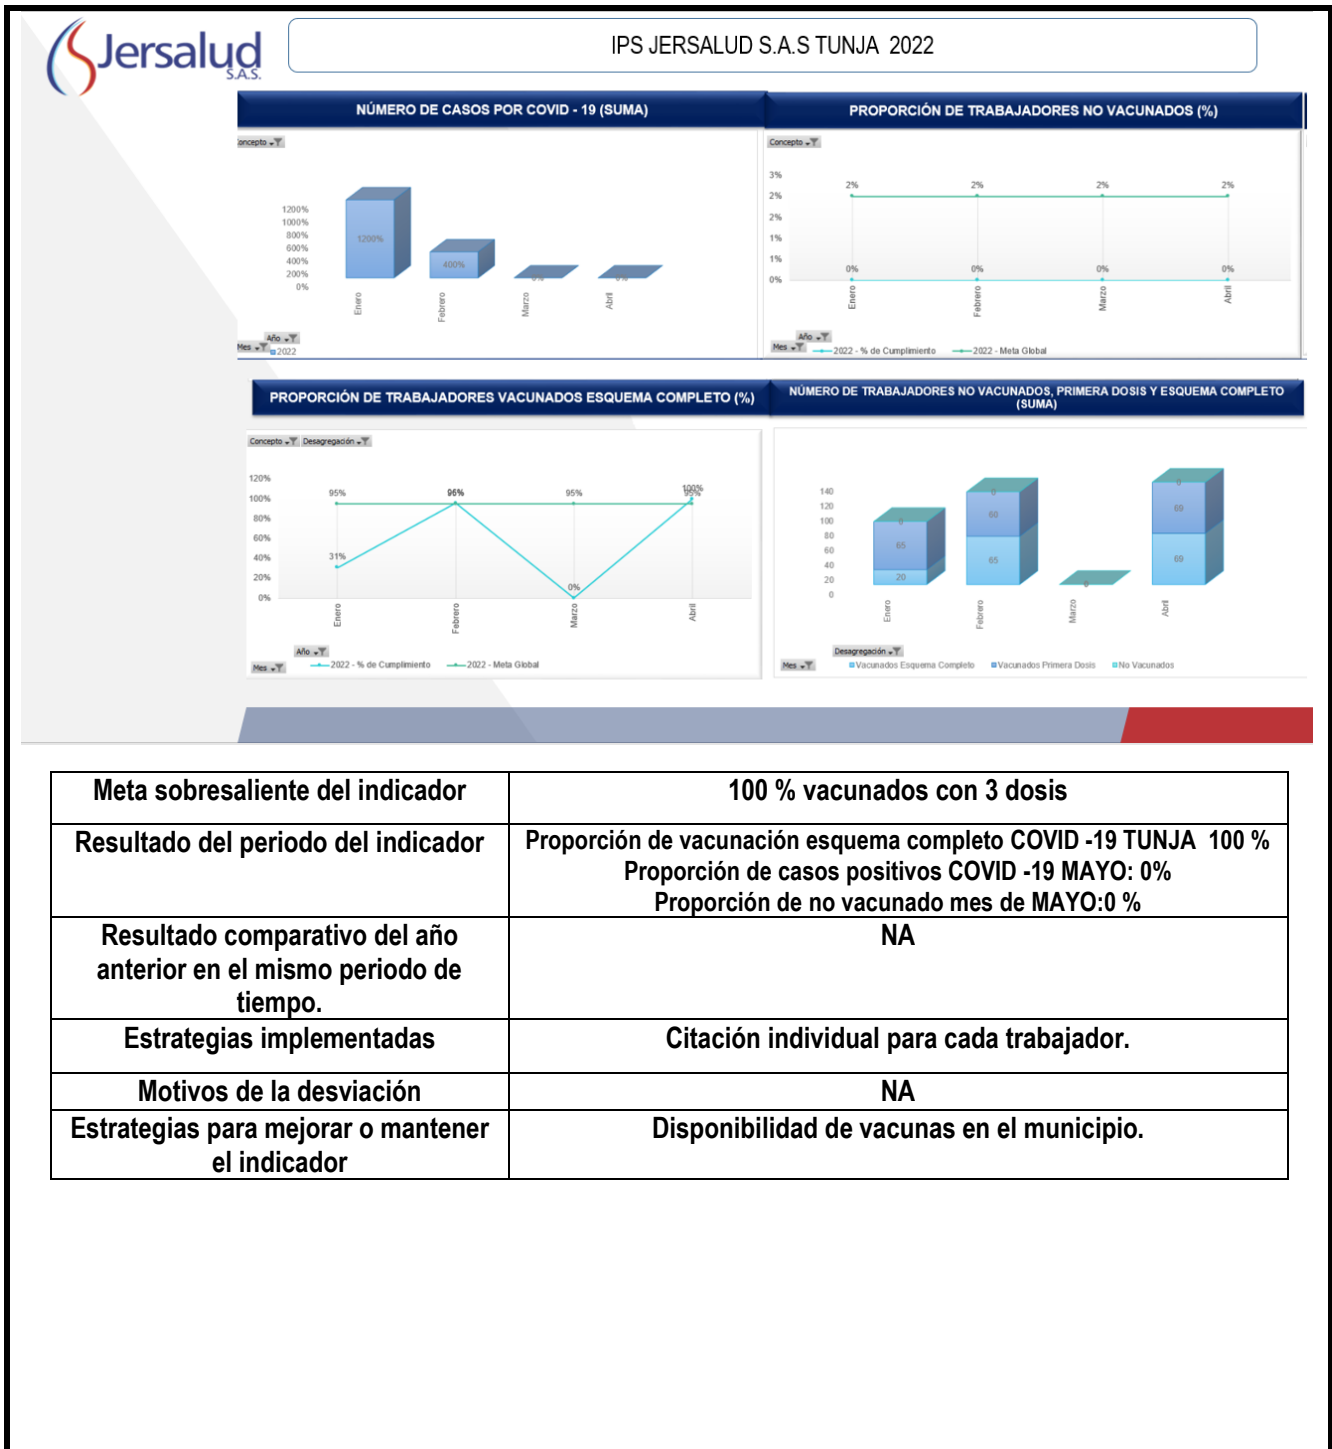 Jersalud
S.A.S.
IPS JERSALUD S.A.S TUNJA 2022
NÚMERO DE CASOS POR COVID - 19 (SUMA)
oncepto
1200%
1000%
800%
600%
400%
200%
0%
1200%
400%
0%
0%
Enero
Febrero
Marzo
Abril
Año
Mes
2022
PROPORCIÓN DE TRABAJADORES NO VACUNADOS (%)
Concepto
3%
2%
2%
1%
1%
0%
2%
2%
2%
2%
0%
0%
0%
0%
Enero
Febrero
Marzo
Abril
Año
Mes
2022 - % de Cumplimiento
2022 - Meta Global
PROPORCIÓN DE TRABAJADORES VACUNADOS ESQUEMA COMPLETO (%)
Concepto
Desagregación
120%
100%
80%
60%
40%
20%
0%
95%
95%
95%
31%
0%
100%
Enero
Febrero
Marzo
Abril
Año
Mes
2022 - % de Cumplimiento
2022 - Meta Global
NÚMERO DE TRABAJADORES NO VACUNADOS, PRIMERA DOSIS Y ESQUEMA COMPLETO
(SUMA)
140
120
100
80
60
40
20
0
0
65
20
0
65
0
0
69
69
Enero
Febrero
Marzo
Abril
Desagregación
Mes
Vacunados Esquema Completo
Vacunados Primera Dosis
No Vacunados
Meta sobresaliente del indicador
100 % vacunados con 3 dosis
Resultado del periodo del indicador
Proporción de vacunación esquema completo COVID -19 TUNJA 100 %
Proporción de casos positivos COVID -19 MAYO: 0%
Proporción de no vacunado mes de MAYO:0 %
Resultado comparativo del año
anterior en el mismo periodo de
tiempo.
NA
Estrategias implementadas
Citación individual para cada trabajador.
Motivos de la desviación
NA
Estrategias para mejorar o mantener
el indicador
Disponibilidad de vacunas en el municipio.